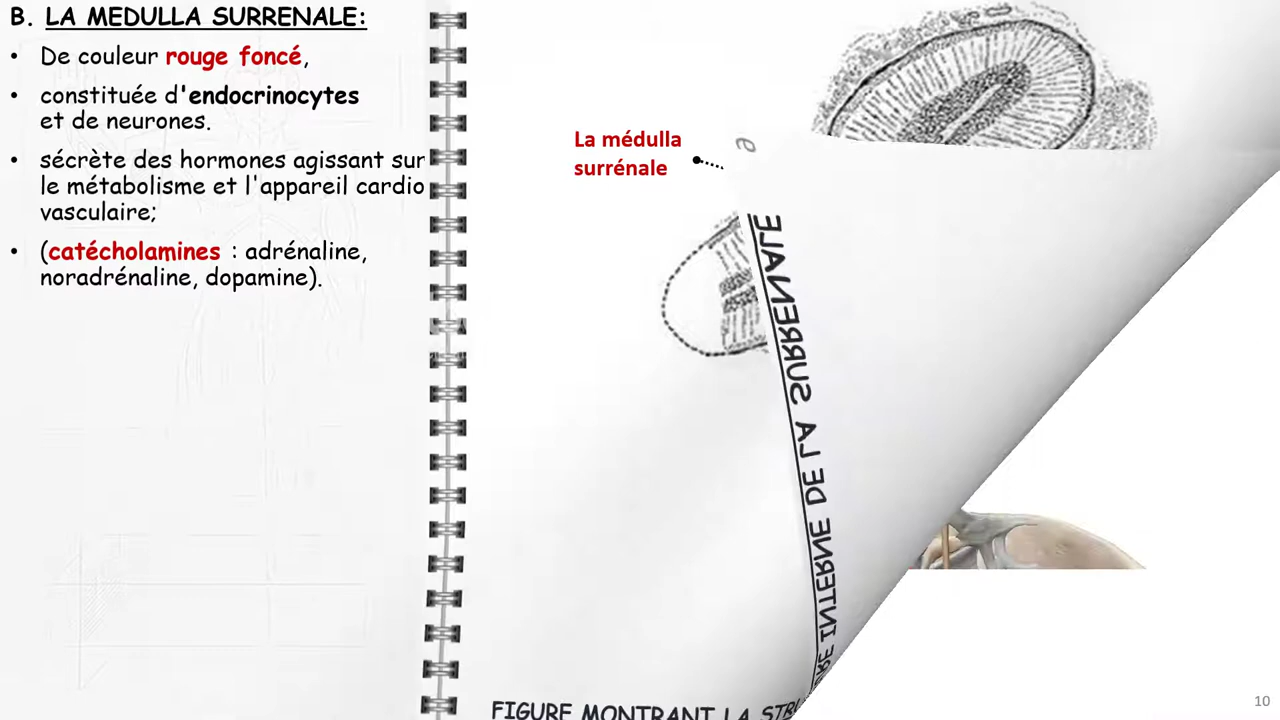 B. LA MEDULLA SURRENALE:
• De couleur rouge foncé,
• constituée d'endocrinocytes
et de neurones.
• sécrète des hormones agissant sur
le métabolisme et l'appareil cardio
vasculaire;
• (catécholamines : adrénaline,
noradrénaline, dopamine).
La médulla
surrénale
e
INTERNE DE LA SURRENALE
FIGURE MONTRANT LA
10